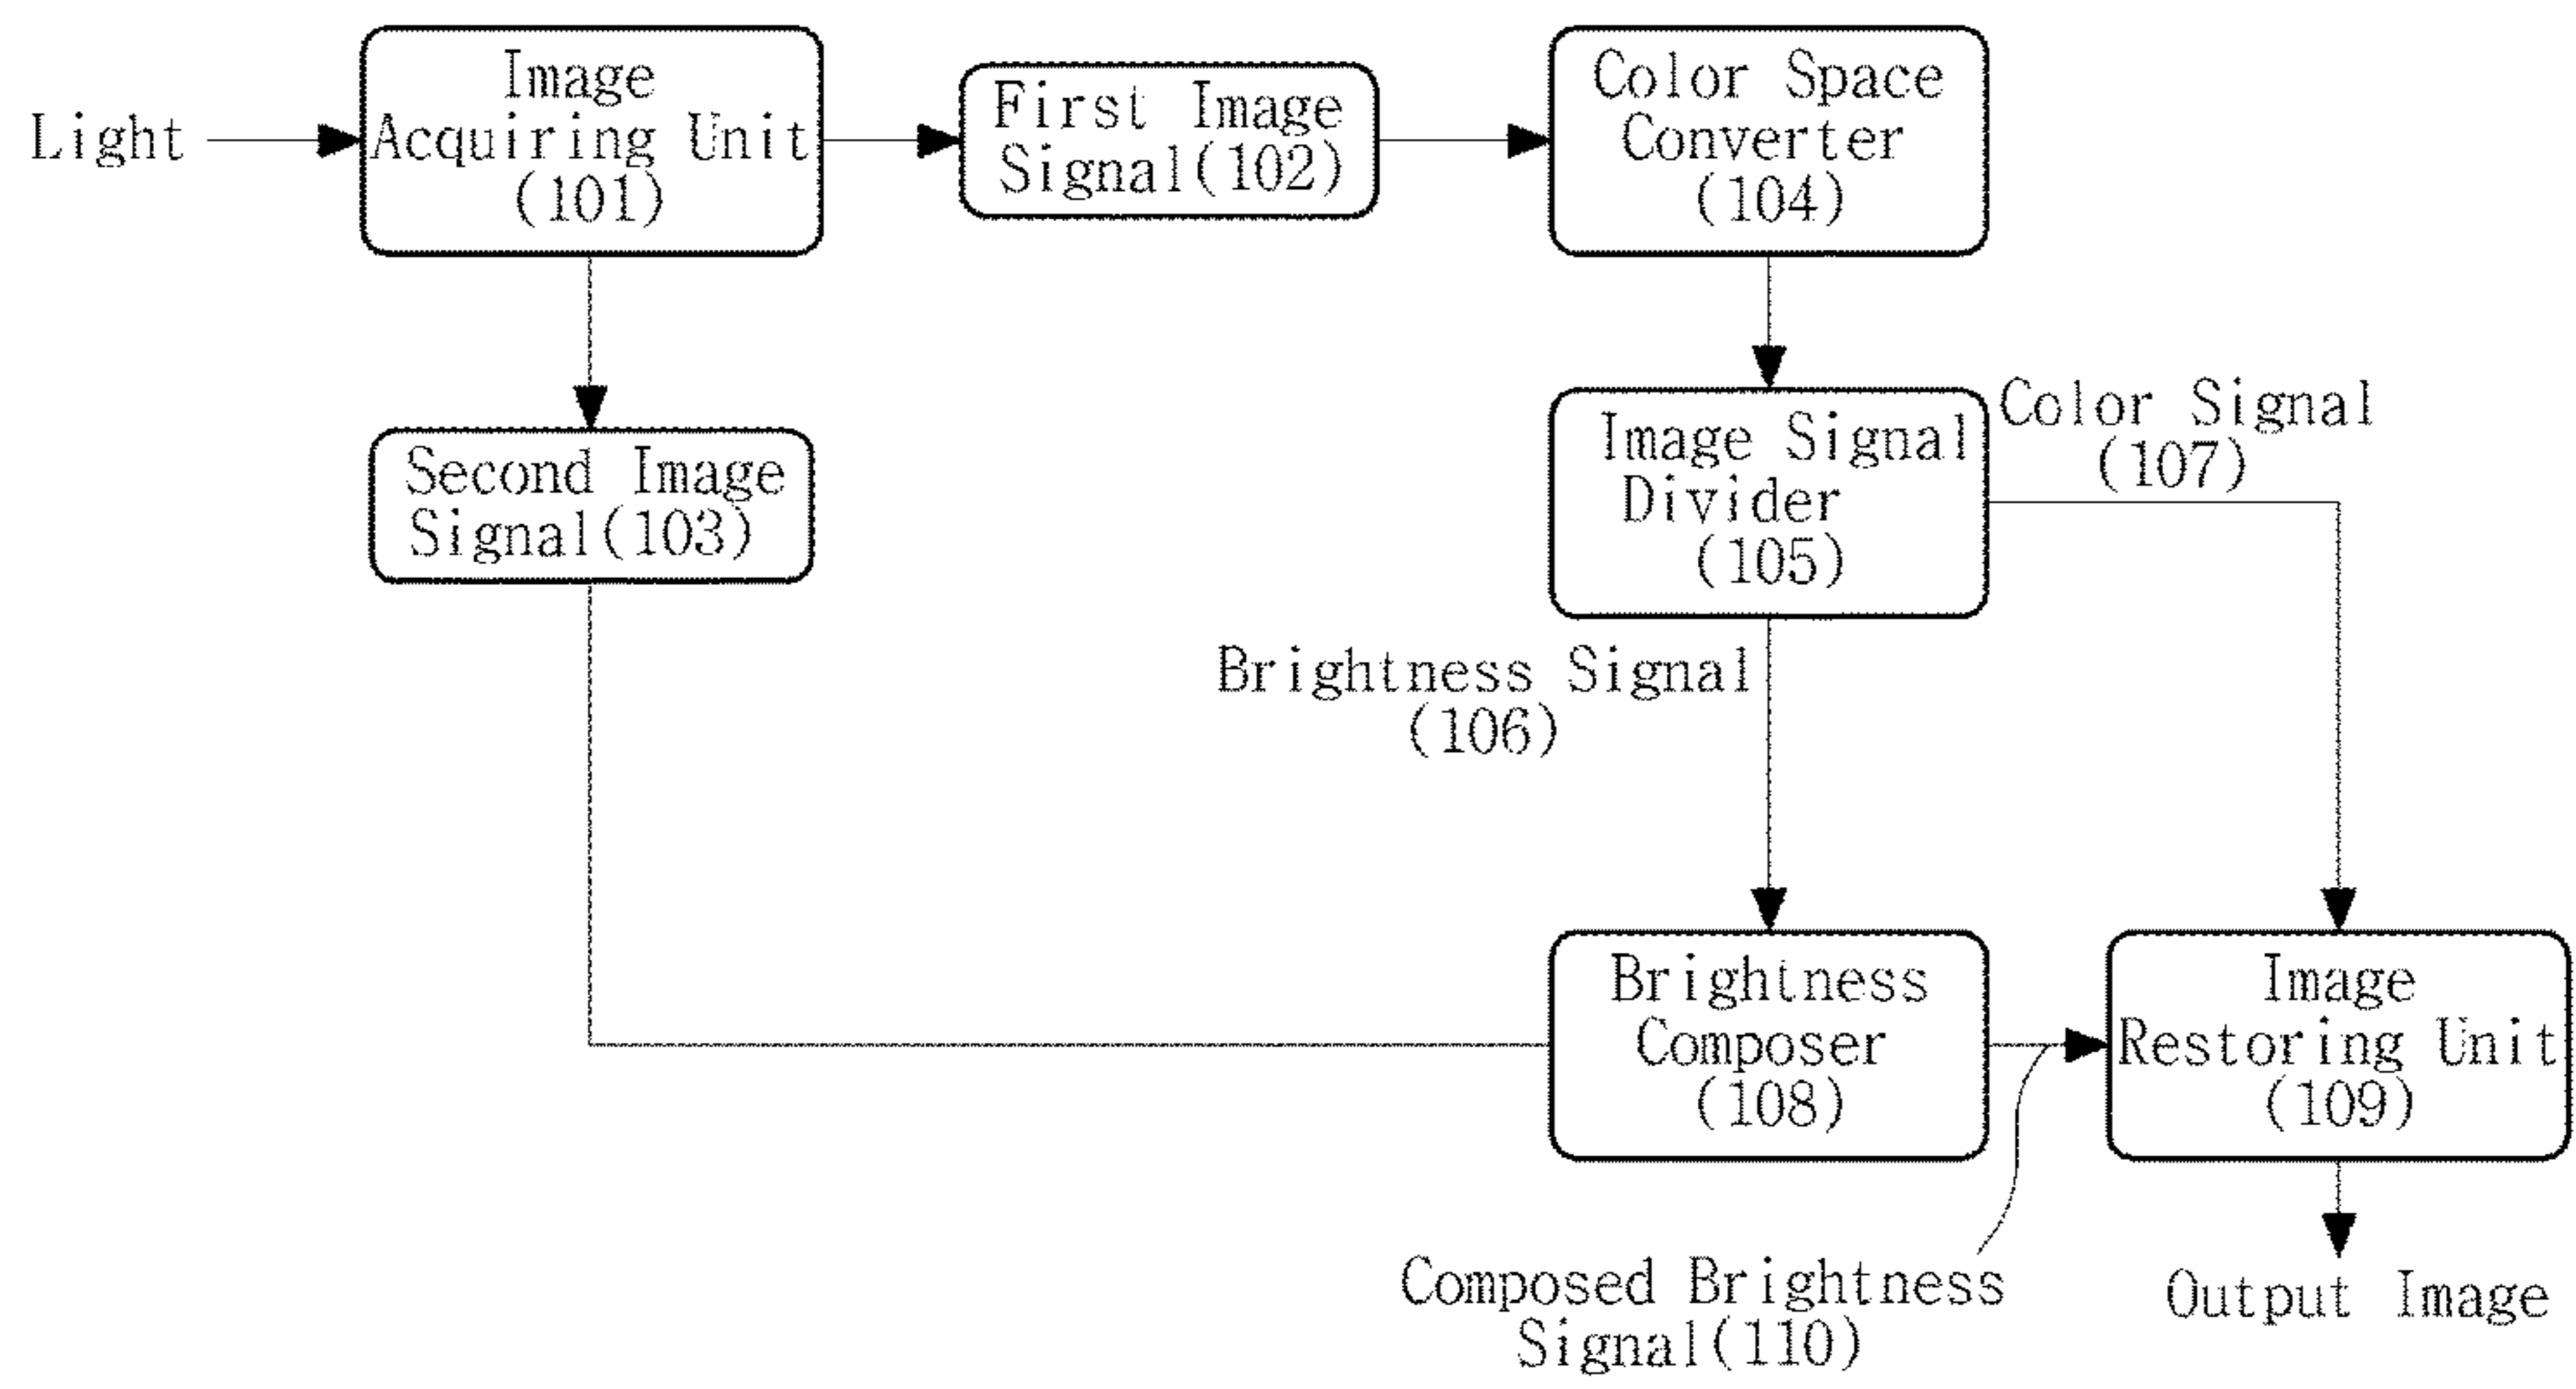 Light
Image
Acquiring Unit
(101)
First Image
Signal(102)
Color Space
Converter
(104)
Second Image
Signal(103)
Image Signal
Divider
(105)
Color Signal
(107)
Brightness Signal
(106)
Brightness
Composer
(108)
Image
Restoring Unit
(109)
Composed Brightness
Signal(110)
Output Image